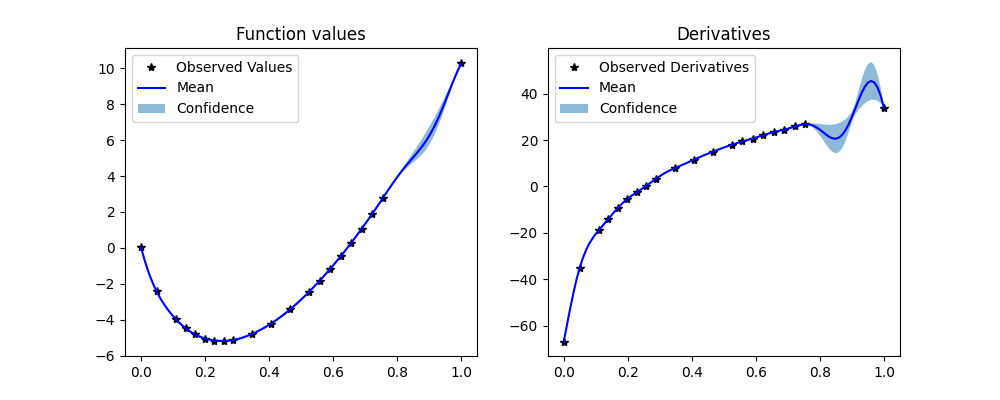 Function values
Observed Values
Mean
Confidence
10
8
6
4
2
0
−2
−4
−6
0.0 0.2 0.4 0.6 0.8 1.0
Derivatives
Observed Derivatives
Mean
Confidence
40
20
0
−20
−40
−60
0.0 0.2 0.4 0.6 0.8 1.0